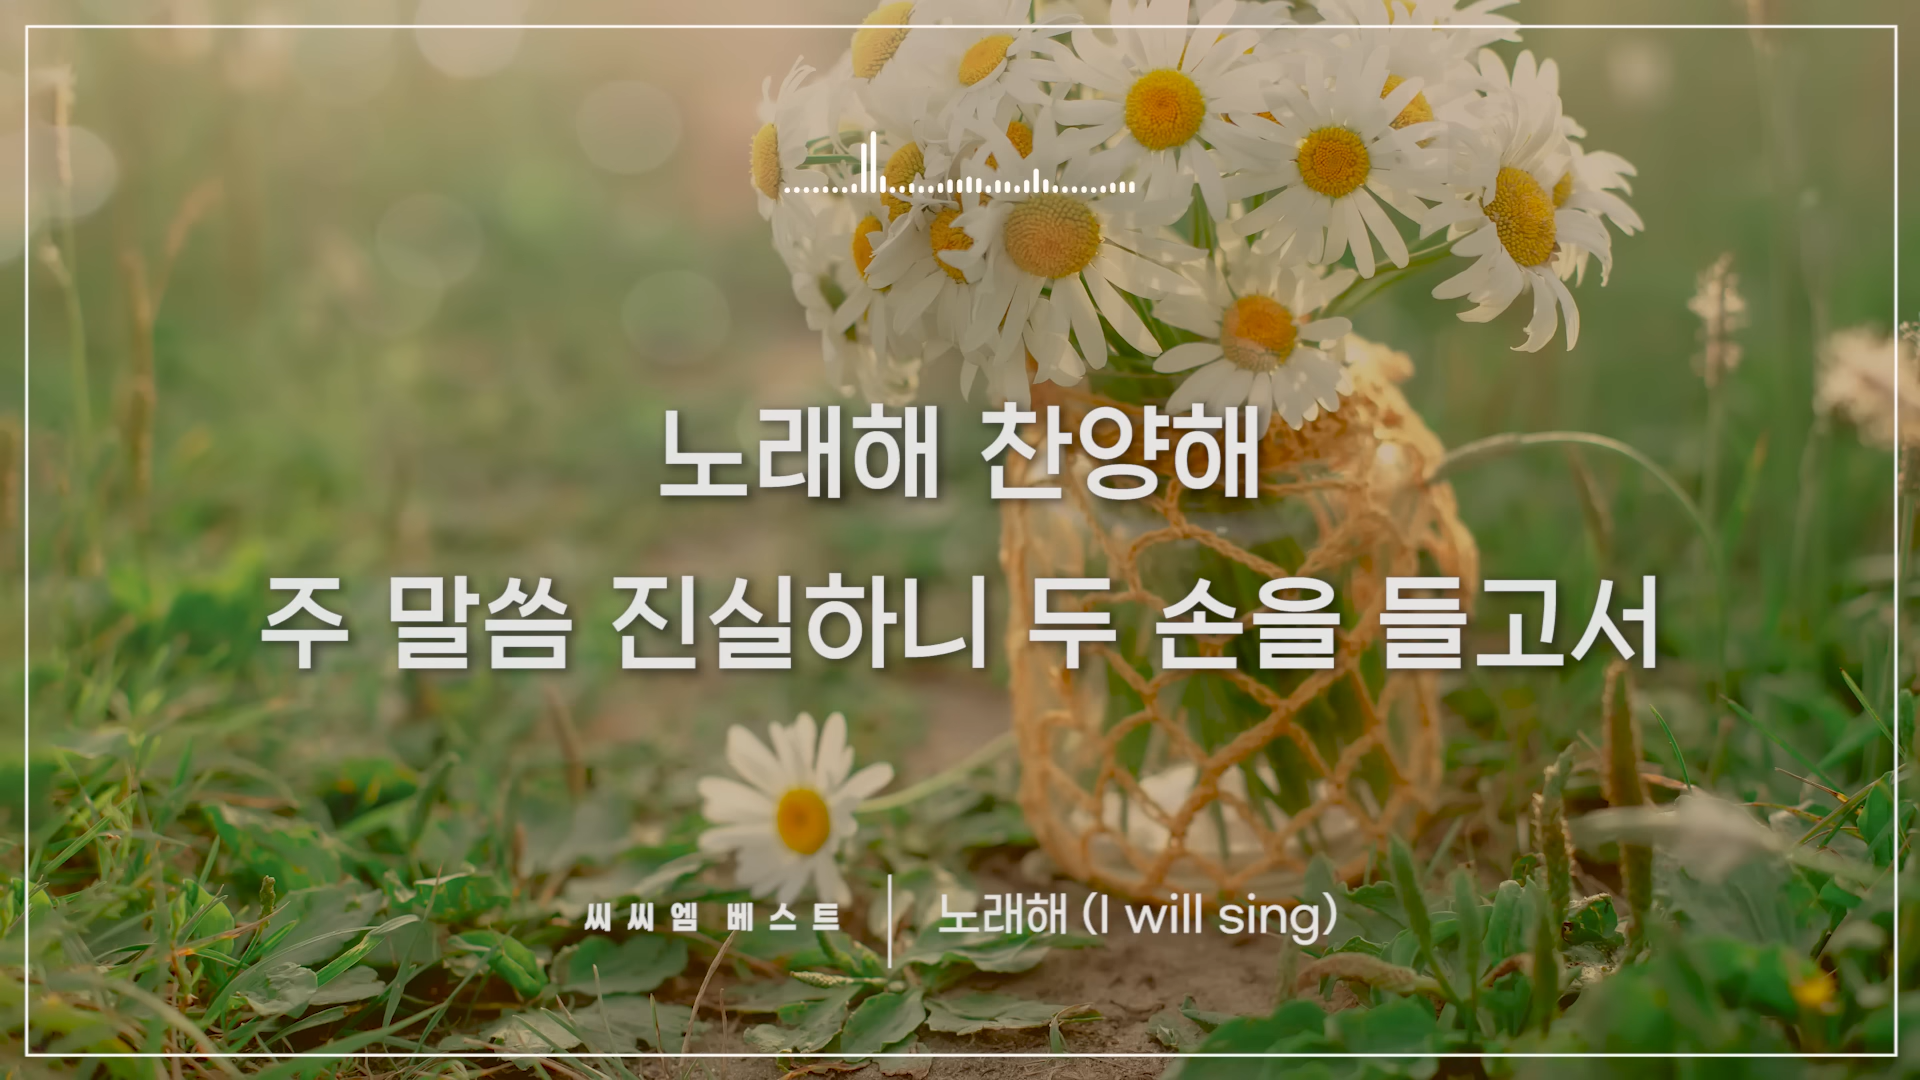 노래해 찬양해
주 말씀 진실하니 두 손을 들고서
씨씨엠 베스트 노래해 (I will sing)